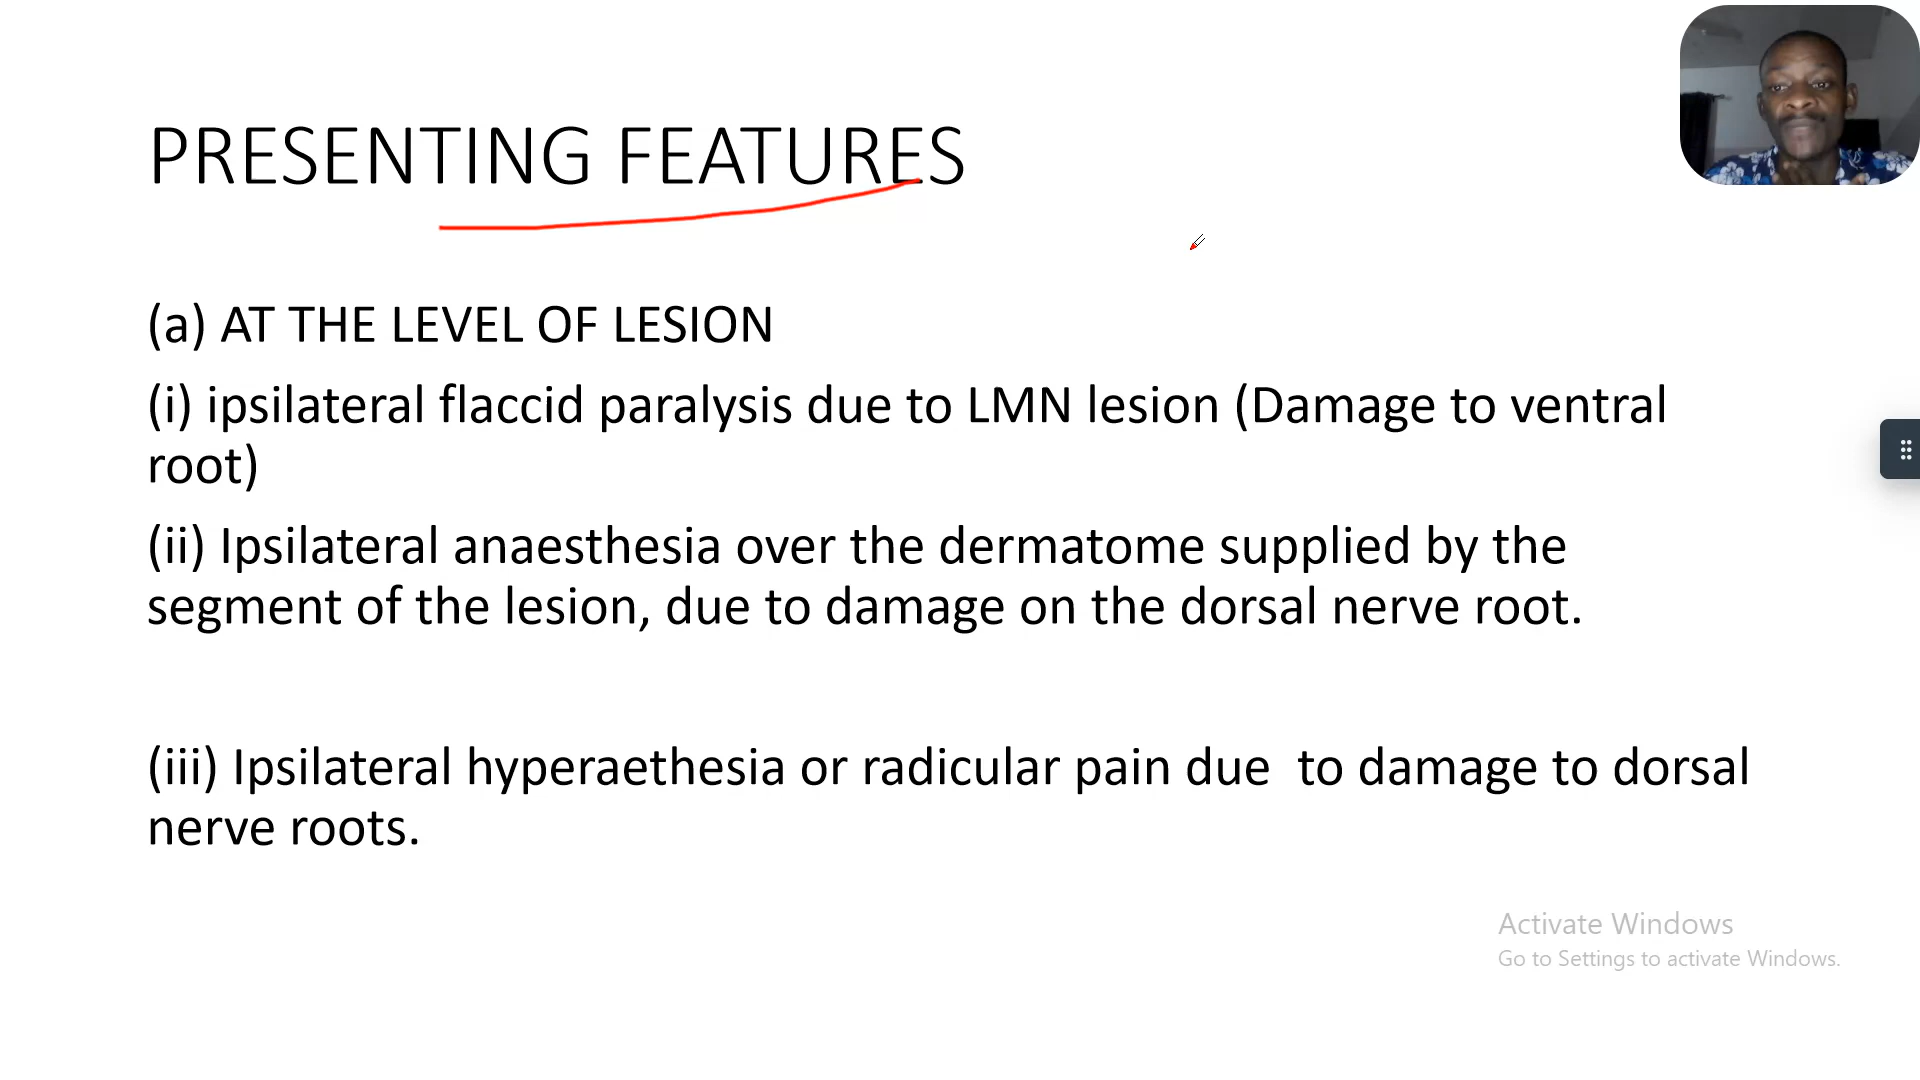 PRESENTING FEATURES
(a) AT THE LEVEL OF LESION
(i) ipsilateral flaccid paralysis due to LMN lesion (Damage to ventral
root)
(ii) Ipsilateral anaesthesia over the dermatome supplied by the
segment of the lesion, due to damage on the dorsal nerve root.
(iii) Ipsilateral hyperaethesia or radicular pain due  to damage to dorsal
nerve roots.
Activate Windows
Go to Settings to activate Windows.